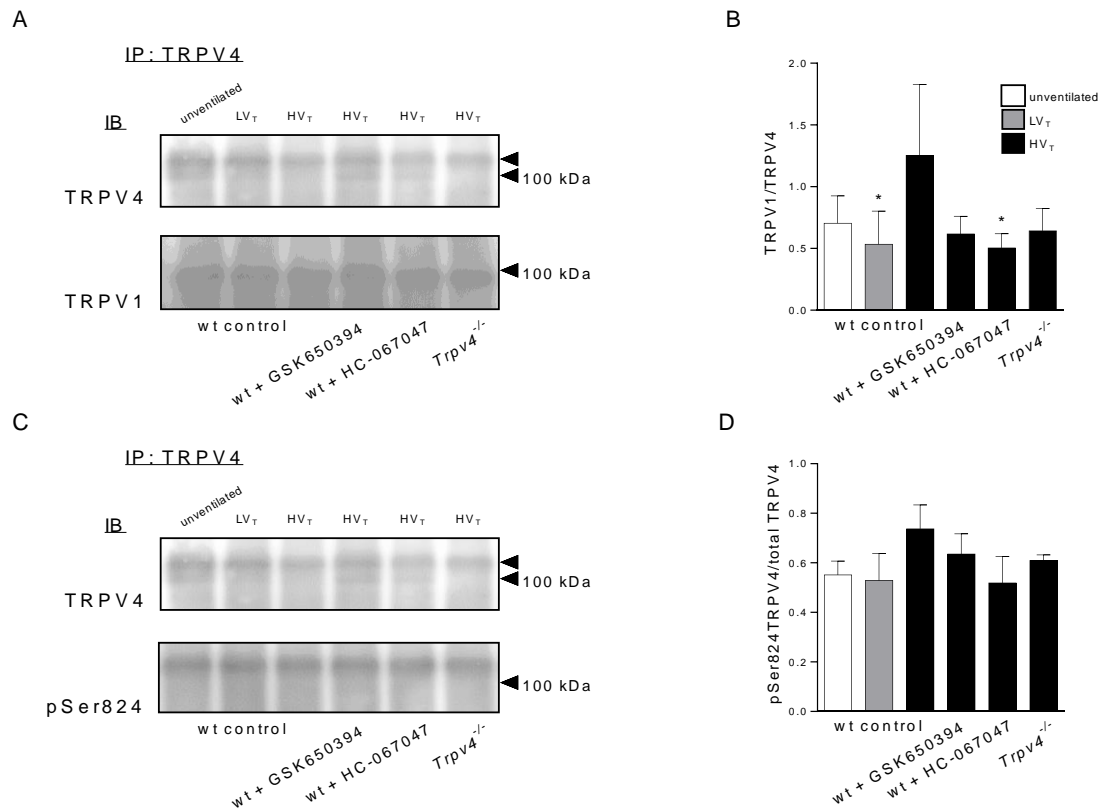 A
IP: TRPV4
unventilated LVT HVT HVT HVT HVT
IB
TRPV4
100 kDa
TRPV1
100 kDa
wt control
wt + GSK650394
wt + HC-067047
Trpv4-/-
B
TRPV1/TRPV4
2.0
1.5
1.0
0.5
0.0
unventilated
LVT
HVT
*
*
wt control
wt + GSK650394
wt + HC-067047
Trpv4-/-
C
IP: TRPV4
unventilated LVT HVT HVT HVT HVT
IB
TRPV4
100 kDa
pSer824
100 kDa
wt control
wt + GSK650394
wt + HC-067047
Trpv4-/-
D
pSer824TRPV4/total TRPV4
1.0
0.8
0.6
0.4
0.2
0.0
wt control
wt + GSK650394
wt + HC-067047
Trpv4-/-